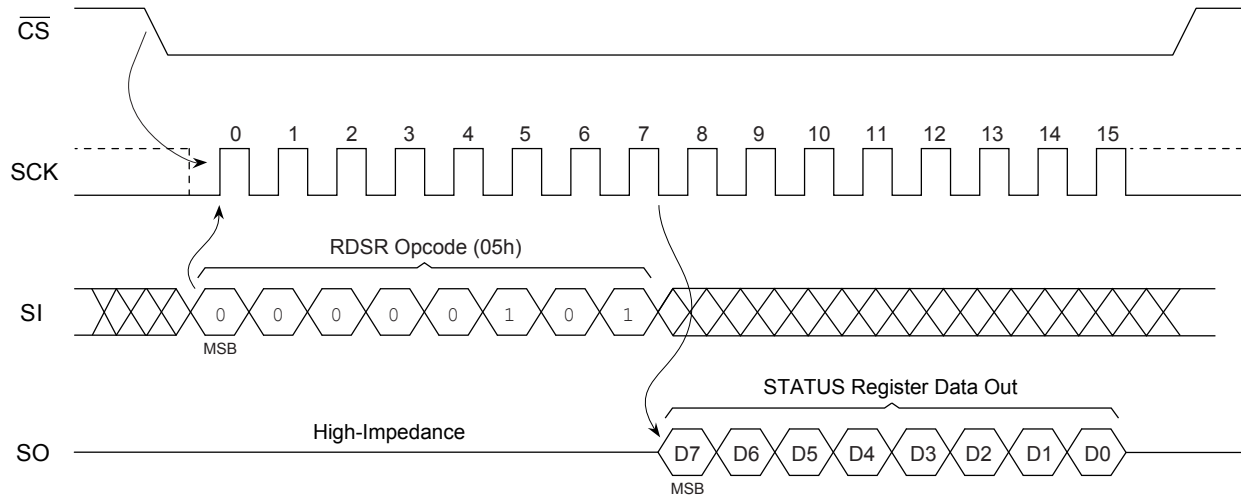 CS
0 1 2 3 4 5 6 7 8 9 10 11 12 13 14 15
SCK
RDSR Opcode (05h)
SI 0 0 0 0 0 1 0 1
MSB
STATUS Register Data Out
High-Impedance
SO D7 D6 D5 D4 D3 D2 D1 D0
MSB